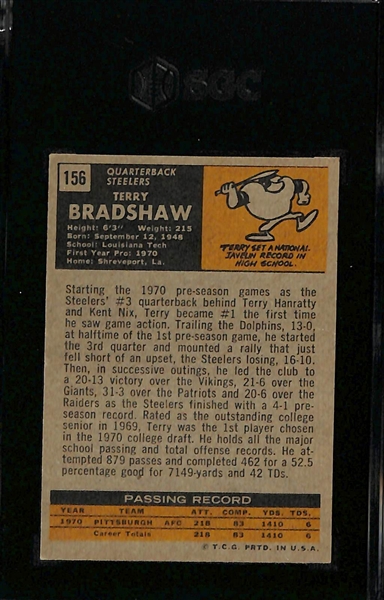 SGC
156
QUARTERBACK
STEELERS
TERRY
BRADSHAW
Height: 6'3" Weight: 215
Born: September 12, 1948
School: Louisiana Tech
First Year Pro: 1970
Home: Shreveport, La.
TERRY SET A NATIONAL
JAVELIN RECORD IN
HIGH SCHOOL.
Starting the 1970 pre-season games as the
Steelers' #3 quarterback behind Terry Hanratty
and Kent Nix, Terry became #1 the first time
he saw game action. Trailing the Dolphins, 13-0,
at halftime of the 1st pre-season game, he started
the 3rd quarter and mounted a rally that just
fell short of an upset, the Steelers losing, 16-10.
Then, in successive outings, he led the club to
a 20-13 victory over the Vikings, 21-6 over the
Giants, 31-3 over the Patriots and 20-6 over the
Raiders as the Steelers finished with a 4-1 pre-
season record. Rated as the outstanding college
senior in 1969, Terry was the 1st player chosen
in the 1970 college draft. He holds all the major
school passing and total offense records. He at-
tempted 879 passes and completed 462 for a 52.5
percentage good for 7149-yards and 42 TDs.
PASSING RECORD
YEAR TEAM ATT. COMP. YDS. TDS.
1970 PITTSBURGH AFC 218 83 1410 6
Career Totals 218 83 1410 6
© T.C.G. PRTD. IN U.S.A.